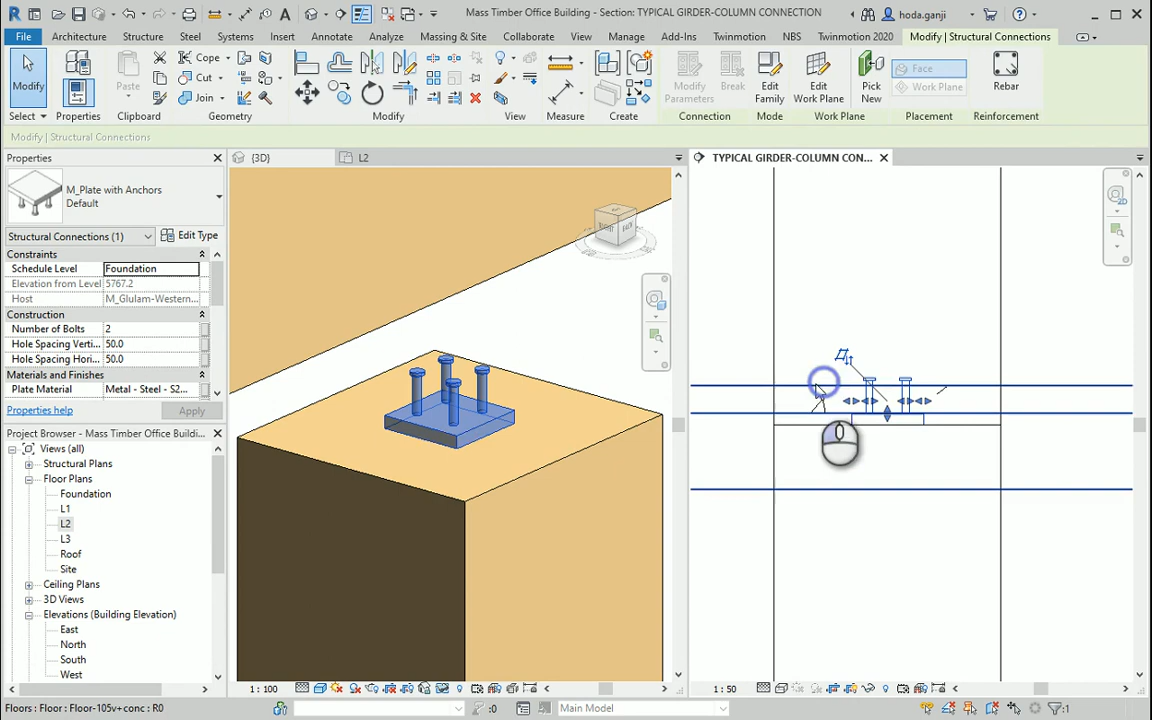 Mass Timber Office Building - Section: TYPICAL GIRDER-COLUMN CONNECTION
hoda.ganji
File Architecture Structure Steel Systems Insert Annotate Analyze Massing & Site Collaborate View Manage Add-Ins Twinmotion NBS Twinmotion 2020 Modify | Structural Connections
Modify
Properties
Paste
Cope
Cut
Join
Modify Parameters
Break
Edit Family
Edit Work Plane
Pick New
Face
Work Plane
Rebar
Select Properties Clipboard Geometry Modify View Measure Create Connection Mode Work Plane Placement Reinforcement
Modify | Structural Connections
Properties
{3D}
L2
TYPICAL GIRDER-COLUMN CON...
M_Plate with Anchors
Default
Structural Connections (1) Edit Type
Constraints
Schedule Level Foundation
Elevation from Level 5767.2
Host M_Glulam-Western...
Construction
Number of Bolts 2
Hole Spacing Verti... 50.0
Hole Spacing Hori... 50.0
Materials and Finishes
Plate Material Metal - Steel - S2...
Properties help Apply
Project Browser - Mass Timber Office Buildi...
Views (all)
Structural Plans
Floor Plans
Foundation
L1
L2
L3
Roof
Site
Ceiling Plans
3D Views
Elevations (Building Elevation)
East
North
South
West
1 : 100
1 : 50
Floors : Floor : Floor-105v+conc : R0
:0
Main Model
:1